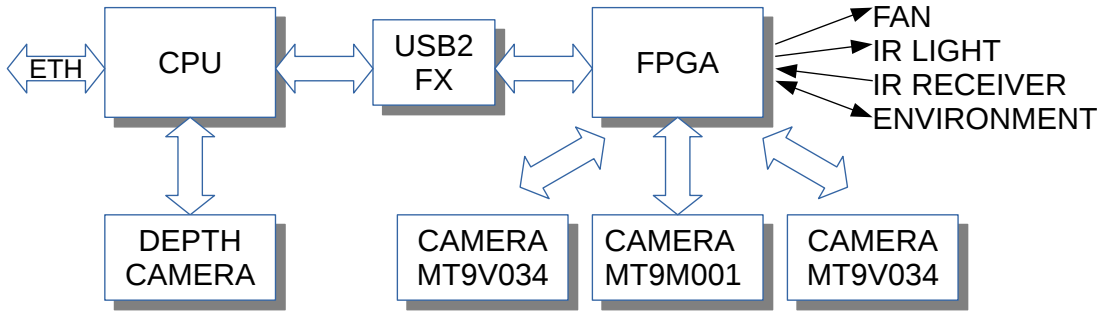 ETH
CPU
USB2
FX
FPGA
FAN
IR LIGHT
IR RECEIVER
ENVIRONMENT
DEPTH
CAMERA
CAMERA
MT9V034
CAMERA
MT9M001
CAMERA
MT9V034